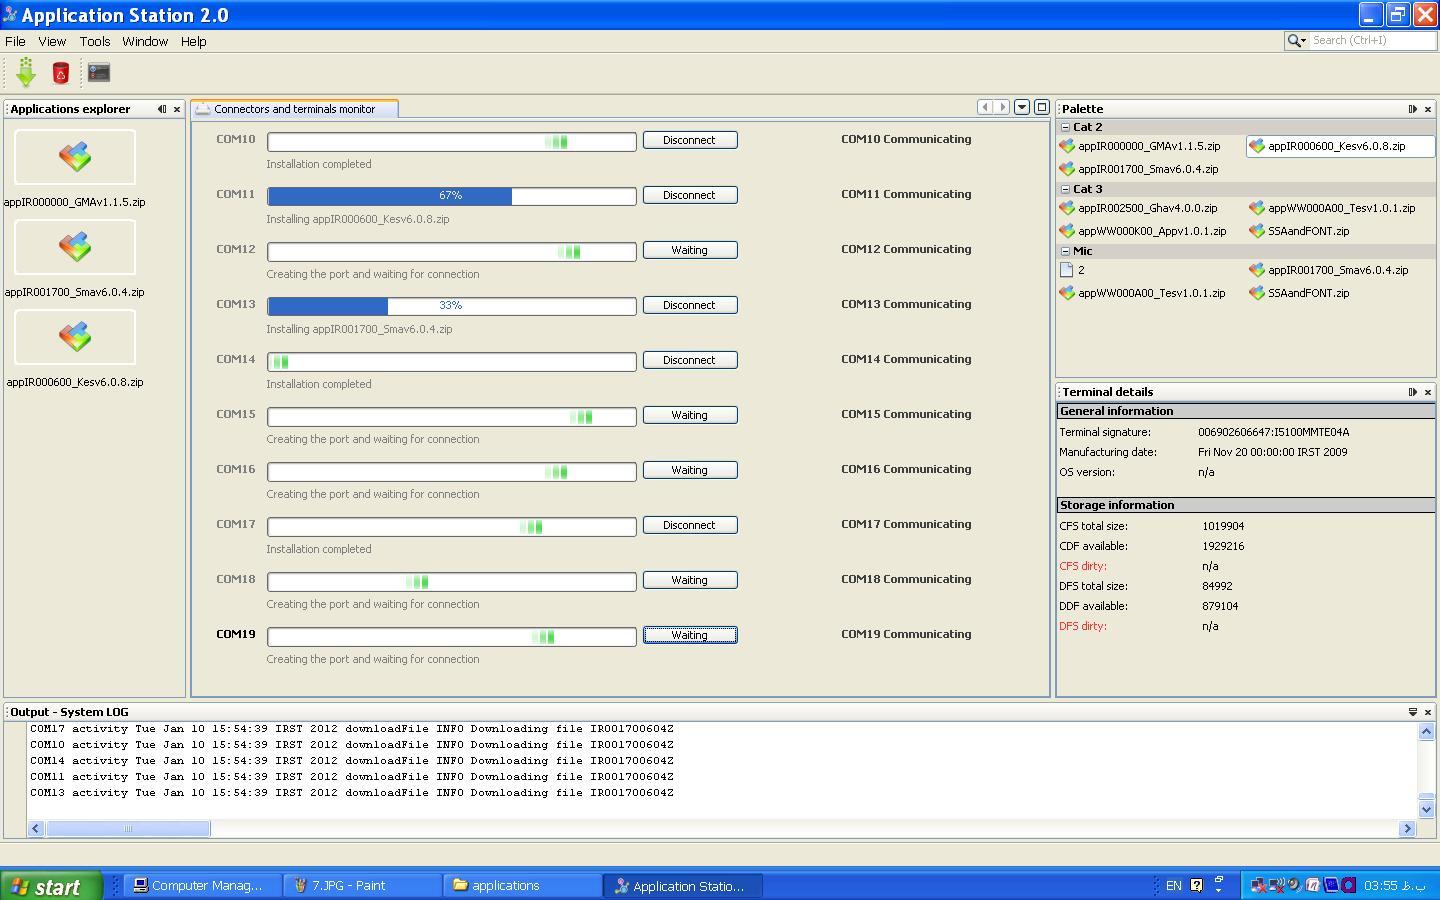 Application Station 2.0
File View Tools Window Help
Search (Ctrl+I)
Applications explorer
appIR000000_GMAv1.1.5.zip
appIR001700_Smav6.0.4.zip
appIR000600_Kesv6.0.8.zip
Connectors and terminals monitor
COM10 Disconnect COM10 Communicating
Installation completed
COM11 67% Disconnect COM11 Communicating
Installing appIR000600_Kesv6.0.8.zip
COM12 Waiting COM12 Communicating
Creating the port and waiting for connection
COM13 33% Disconnect COM13 Communicating
Installing appIR001700_Smav6.0.4.zip
COM14 Disconnect COM14 Communicating
Installation completed
COM15 Waiting COM15 Communicating
Creating the port and waiting for connection
COM16 Waiting COM16 Communicating
Creating the port and waiting for connection
COM17 Disconnect COM17 Communicating
Installation completed
COM18 Waiting COM18 Communicating
Creating the port and waiting for connection
COM19 Waiting COM19 Communicating
Creating the port and waiting for connection
Palette
Cat 2
appIR000000_GMAv1.1.5.zip appIR000600_Kesv6.0.8.zip
appIR001700_Smav6.0.4.zip
Cat 3
appIR002500_Ghav4.0.0.zip appWW000A00_Tesv1.0.1.zip
appWW000K00_Appv1.0.1.zip SSAandFONT.zip
Mic
2 appIR001700_Smav6.0.4.zip
appWW000A00_Tesv1.0.1.zip SSAandFONT.zip
Terminal details
General information
Terminal signature: 006902606647:I5100MMTE04A
Manufacturing date: Fri Nov 20 00:00:00 IRST 2009
OS version: n/a
Storage information
CFS total size: 1019904
CDF available: 1929216
CFS dirty: n/a
DFS total size: 84992
DDF available: 879104
DFS dirty: n/a
Output - System LOG
COM17 activity Tue Jan 10 15:54:39 IRST 2012 downloadFile INFO Downloading file IR001700604Z
COM10 activity Tue Jan 10 15:54:39 IRST 2012 downloadFile INFO Downloading file IR001700604Z
COM14 activity Tue Jan 10 15:54:39 IRST 2012 downloadFile INFO Downloading file IR001700604Z
COM11 activity Tue Jan 10 15:54:39 IRST 2012 downloadFile INFO Downloading file IR001700604Z
COM13 activity Tue Jan 10 15:54:39 IRST 2012 downloadFile INFO Downloading file IR001700604Z
start Computer Manag... 7.JPG - Paint applications Application Statio... EN 03:55 ب.ظ